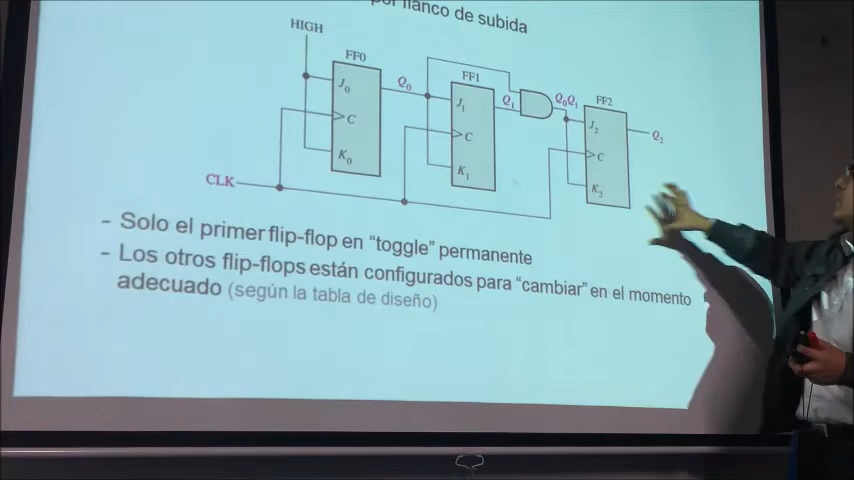 por flanco de subida
HIGH
FF0
FF1
FF2
J0
Q0
J1
Q1
Q0Q1
J2
Q2
C
C
C
K0
K1
K2
CLK
- Solo el primer flip-flop en “toggle” permanente
- Los otros flip-flops están configurados para “cambiar” en el momento
adecuado (según la tabla de diseño)